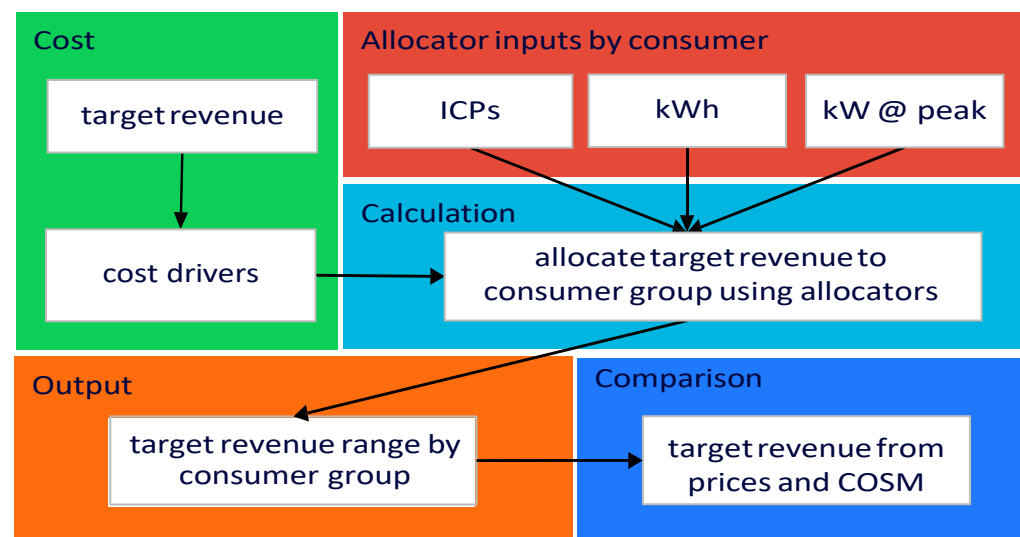 Cost
target revenue
cost drivers
Allocator inputs by consumer
ICPs
kWh
kW @ peak
Calculation
allocate target revenue to
consumer group using allocators
Output
target revenue range by
consumer group
Comparison
target revenue from
prices and COSM